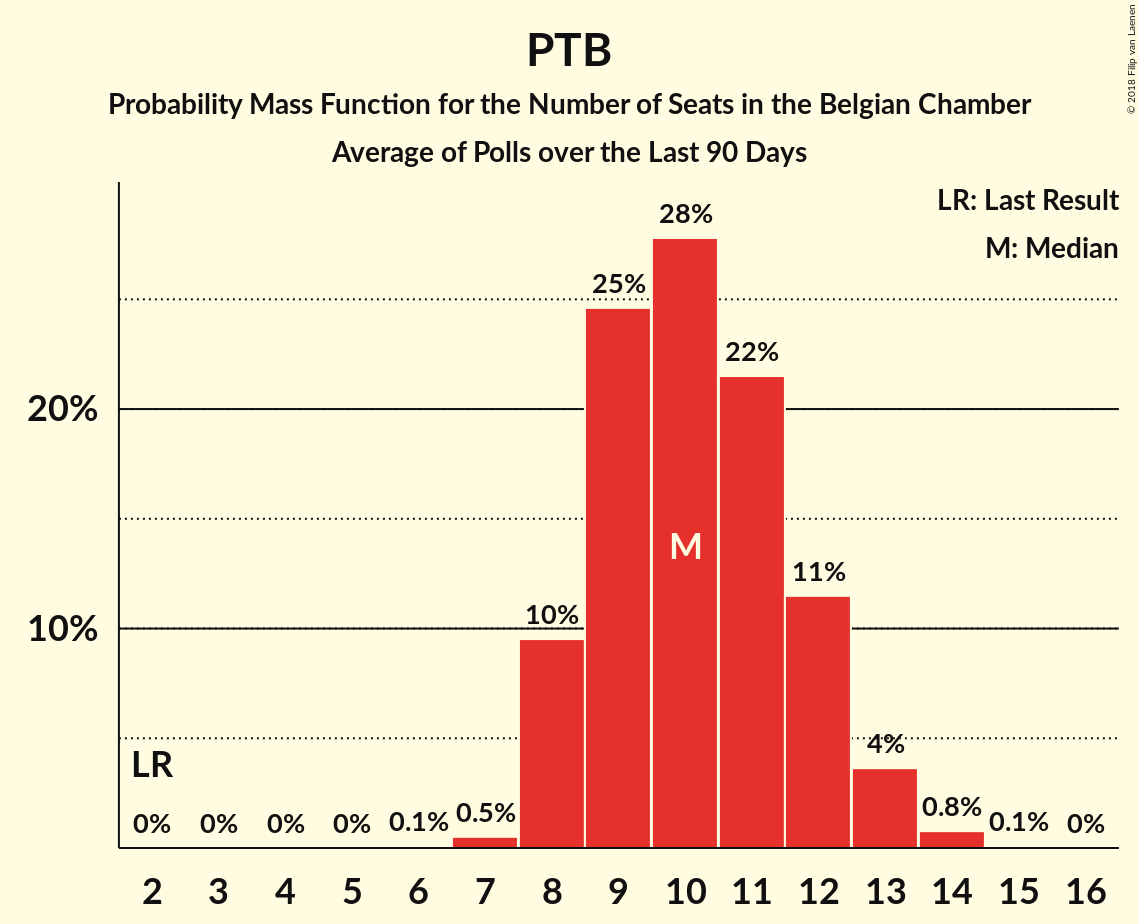 PTB
Probability Mass Function for the Number of Seats in the Belgian Chamber
Average of Polls over the Last 90 Days
© 2018 Filip van Laenen
LR: Last Result
M: Median
28%
25%
22%
20%
M
11%
10%
10%
4%
LR
0% 0% 0% 0% 0.1% 0.5% 0.8% 0.1% 0%
2 3 4 5 6 7 8 9 10 11 12 13 14 15 16